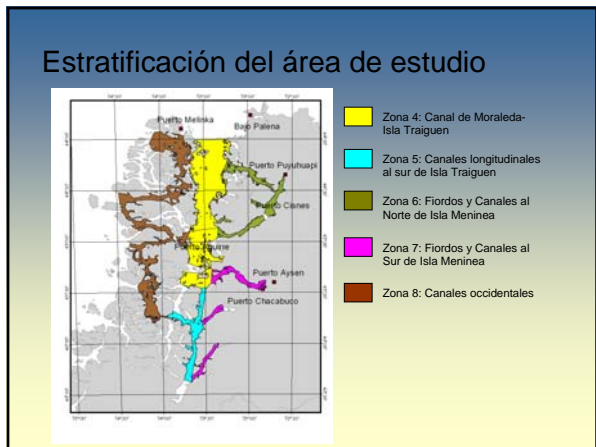 Estratificación del área de estudio
Puerto Melinka
Bajo Palena
Puerto Puyuhuapi
Puerto Cisnes
Puerto Aguirre
Puerto Aysen
Puerto Chacabuco
Zona 4: Canal de Moraleda-
Isla Traiguen
Zona 5: Canales longitudinales
al sur de Isla Traiguen
Zona 6: Fiordos y Canales al
Norte de Isla Meninea
Zona 7: Fiordos y Canales al
Sur de Isla Meninea
Zona 8: Canales occidentales